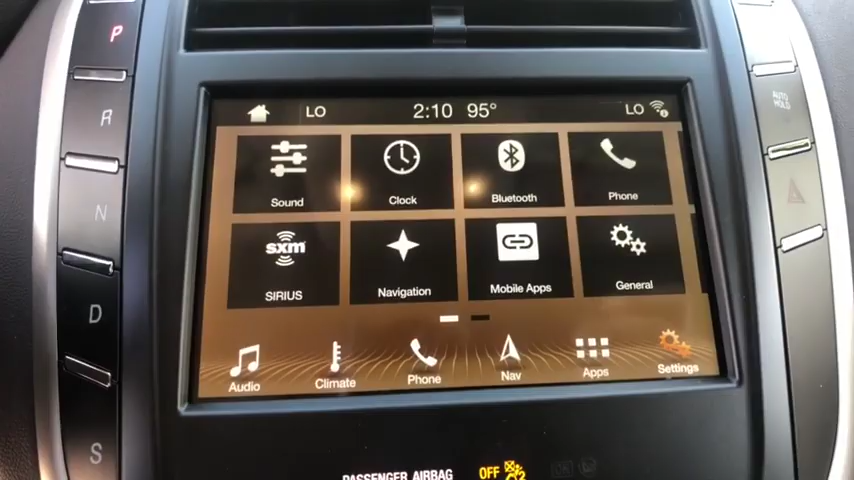 P
R
N
D
S
AUTO HOLD
LO 2:10 95° LO
Sound Clock Bluetooth Phone
sxm
SIRIUS Navigation Mobile Apps General
Audio Climate Phone Nav Apps Settings
PASSENGER AIRBAG OFF 2